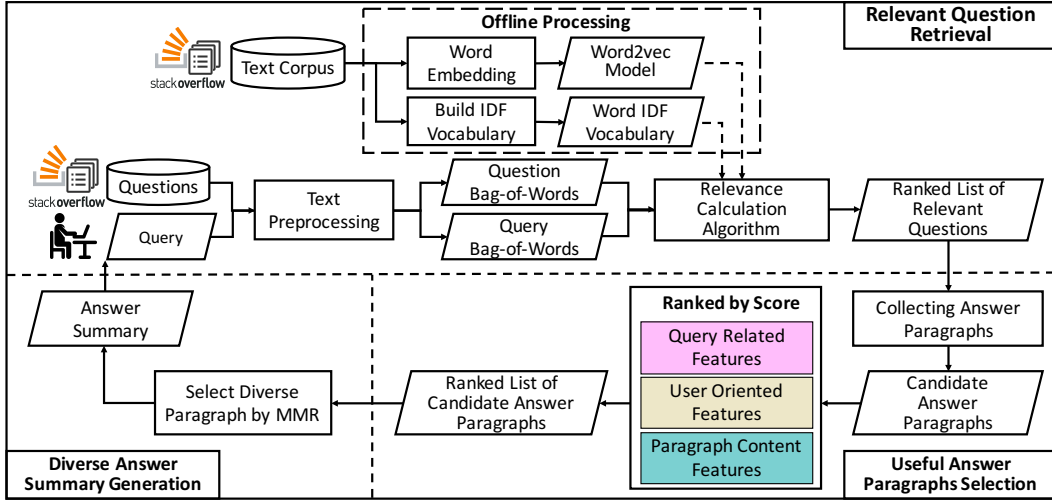 Offline Processing
Relevant Question
Retrieval
stackoverflow
Text Corpus
Word
Embedding
Word2vec
Model
Build IDF
Vocabulary
Word IDF
Vocabulary
stackoverflow
Questions
Query
Text
Preprocessing
Question
Bag-of-Words
Query
Bag-of-Words
Relevance
Calculation
Algorithm
Ranked List of
Relevant
Questions
Answer
Summary
Select Diverse
Paragraph by MMR
Diverse Answer
Summary Generation
Ranked List of
Candidate Answer
Paragraphs
Ranked by Score
Query Related
Features
User Oriented
Features
Paragraph Content
Features
Collecting Answer
Paragraphs
Candidate
Answer
Paragraphs
Useful Answer
Paragraphs Selection